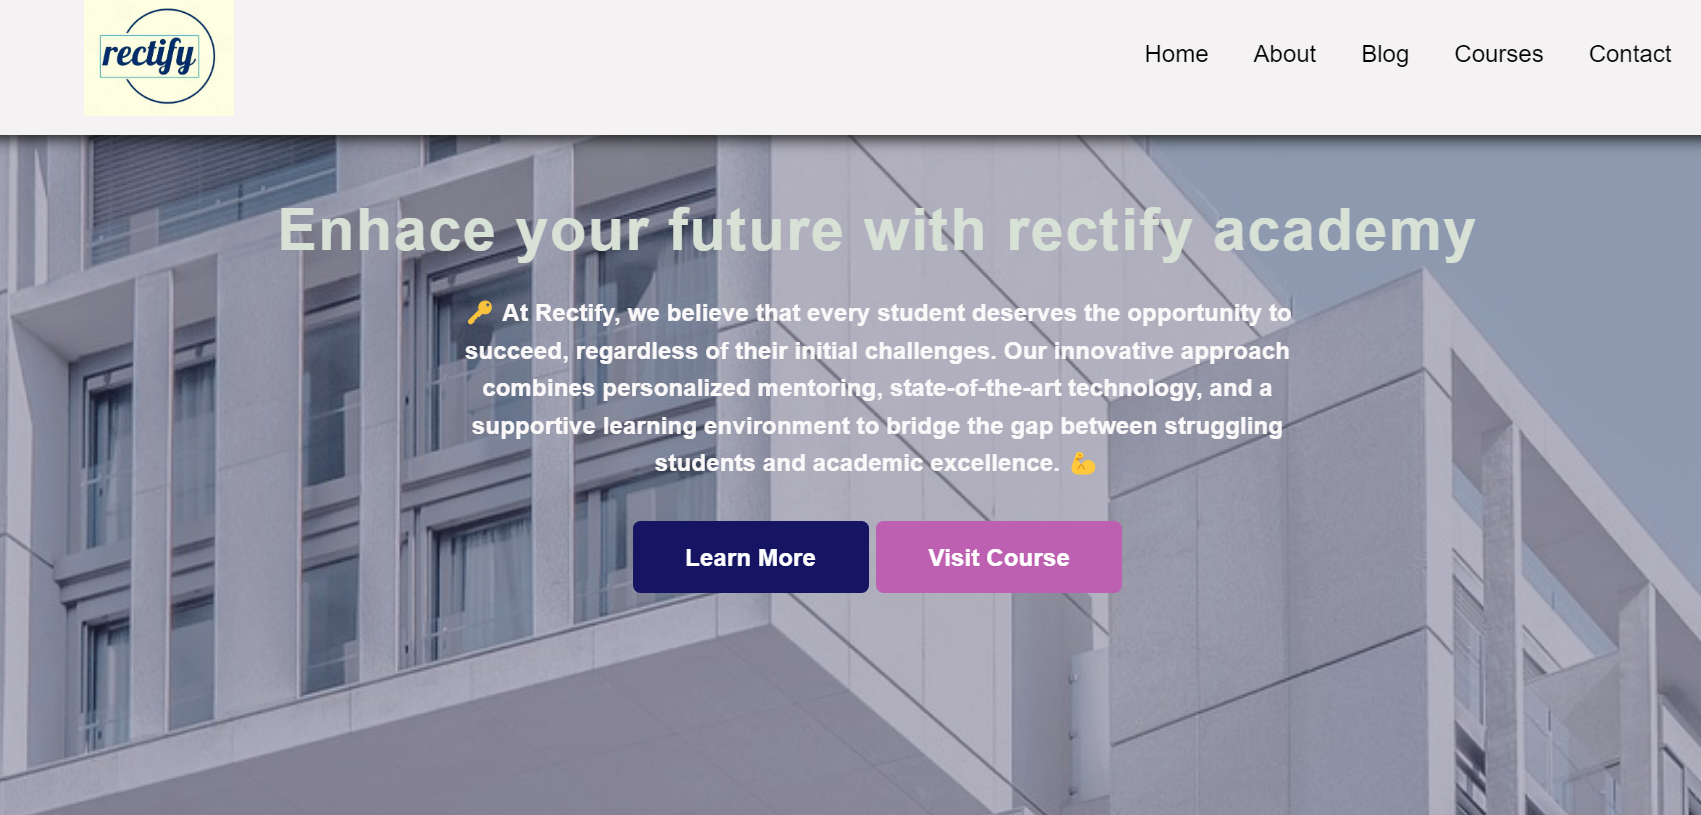 rectify
Home About Blog Courses Contact
Enhace your future with rectify academy
🔑 At Rectify, we believe that every student deserves the opportunity to
succeed, regardless of their initial challenges. Our innovative approach
combines personalized mentoring, state-of-the-art technology, and a
supportive learning environment to bridge the gap between struggling
students and academic excellence. 💪
Learn More Visit Course